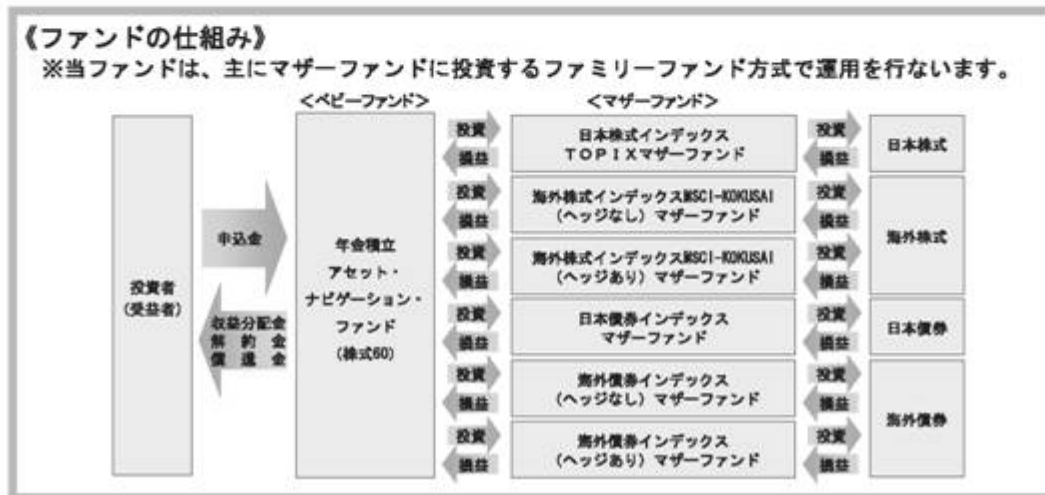 《ファンドの仕組み》
※当ファンドは、主にマザーファンドに投資するファミリーファンド方式で運用を行ないます。
<ベビーファンド>
<マザーファンド>
投資者
(受益者)
申込金
収益分配金
解約金
償還金
年金積立
アセット・
ナビゲーション・
ファンド
(株式60)
投資
損益
日本株式インデックス
TOPIXマザーファンド
投資
損益
日本株式
投資
損益
海外株式インデックスMSCI-KOKUSAI
(ヘッジなし)マザーファンド
投資
損益
投資
損益
海外株式インデックスMSCI-KOKUSAI
(ヘッジあり)マザーファンド
投資
損益
海外株式
投資
損益
日本債券インデックス
マザーファンド
投資
損益
日本債券
投資
損益
海外債券インデックス
(ヘッジなし)マザーファンド
投資
損益
投資
損益
海外債券インデックス
(ヘッジあり)マザーファンド
投資
損益
海外債券